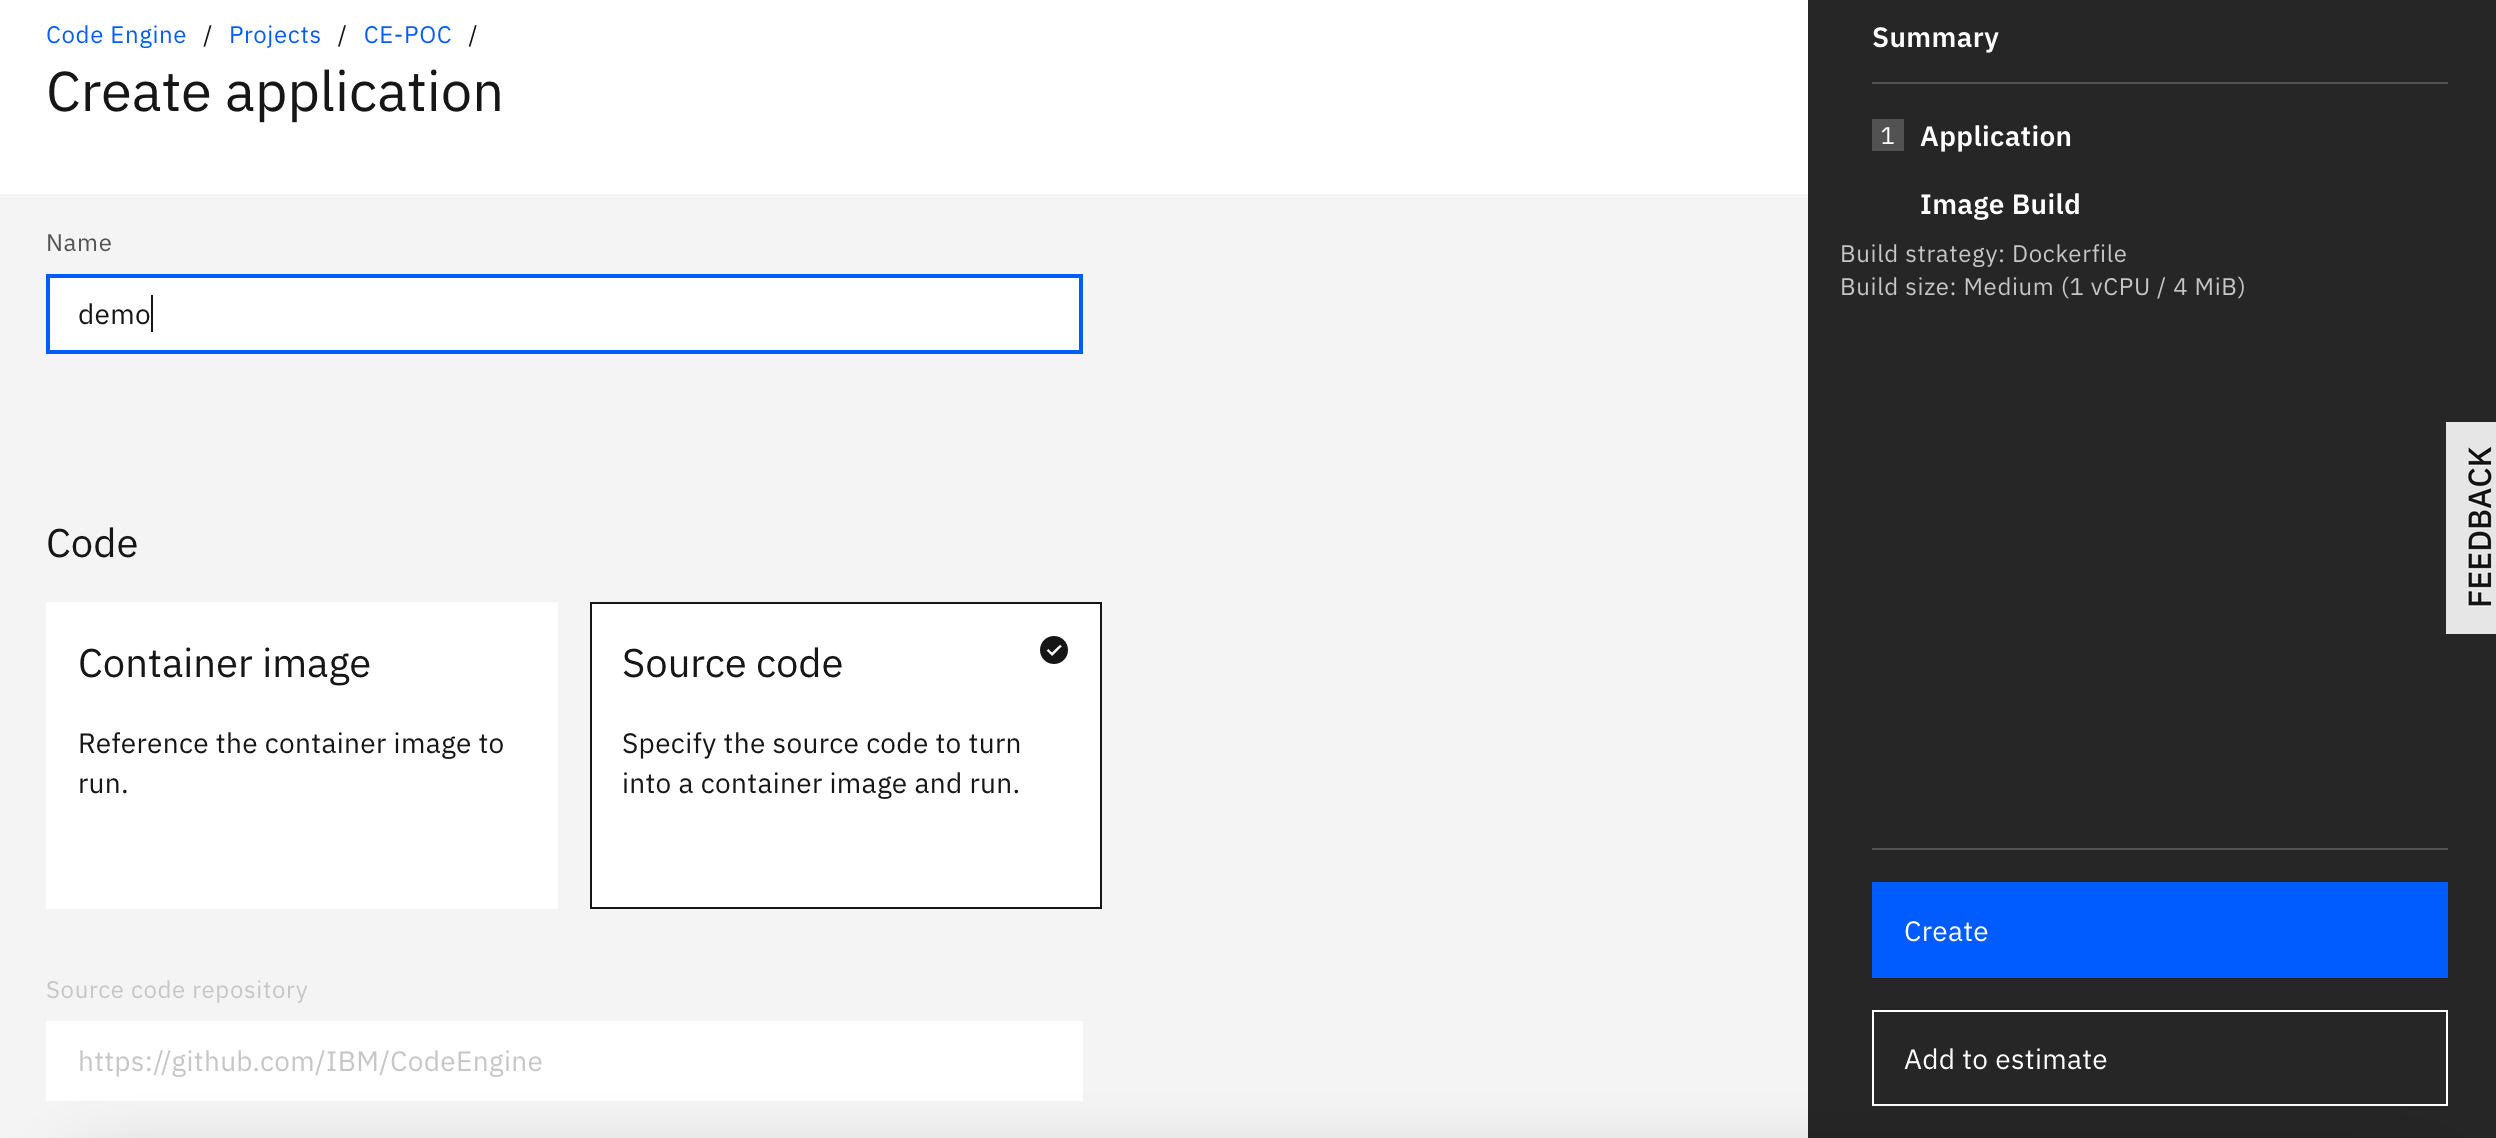 Code Engine / Projects / CE-POC /
Create application
Name
demo
Code
Container image
Reference the container image to
run.
Source code
Specify the source code to turn
into a container image and run.
Source code repository
https://github.com/IBM/CodeEngine
Summary
1 Application
Image Build
Build strategy: Dockerfile
Build size: Medium (1 vCPU / 4 MiB)
FEEDBACK
Create
Add to estimate